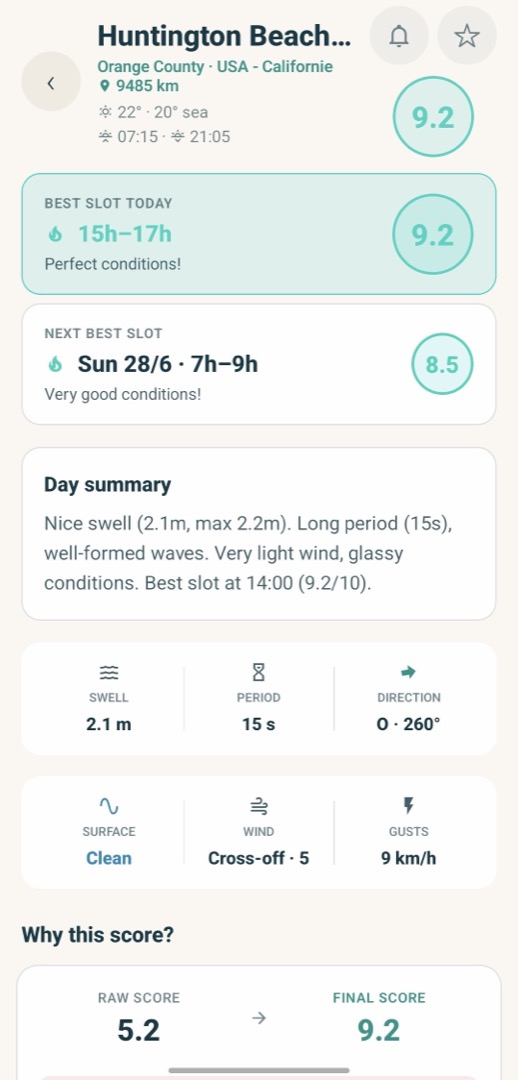 Huntington Beach...
Orange County · USA - Californie
9485 km
22° · 20° sea
07:15 · 21:05
9.2
BEST SLOT TODAY
15h–17h
Perfect conditions!
9.2
NEXT BEST SLOT
Sun 28/6 · 7h–9h
Very good conditions!
8.5
Day summary
Nice swell (2.1m, max 2.2m). Long period (15s),
well-formed waves. Very light wind, glassy
conditions. Best slot at 14:00 (9.2/10).
SWELL PERIOD DIRECTION
2.1 m 15 s O · 260°
SURFACE WIND GUSTS
Clean Cross-off · 5 9 km/h
Why this score?
RAW SCORE FINAL SCORE
5.2 → 9.2